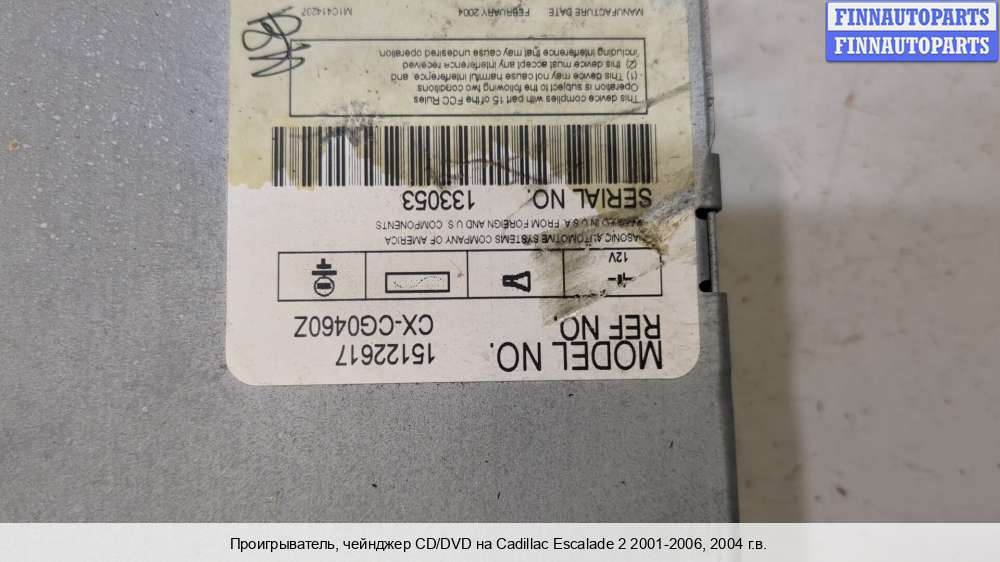 FINNAUTOPARTS
FINNAUTOPARTS
MODEL NO. 15122617
REF NO. CX-CG0460Z
12V
ASONIC AUTOMOTIVE SYSTEMS COMPANY OF AMERICA
IN U.S.A. FROM FOREIGN AND U.S. COMPONENTS
SERIAL NO. 133053
This device complies with part 15 of the FCC Rules
Operation is subject to the following two conditions
(1) This device may not cause harmful interference, and
(2) this device must accept any interference received
including interference that may cause undesired operation
MANUFACTURE DATE FEBRUARY 2004 M1C414207
Проигрыватель, чейнджер CD/DVD на Cadillac Escalade 2 2001-2006, 2004 г.в.